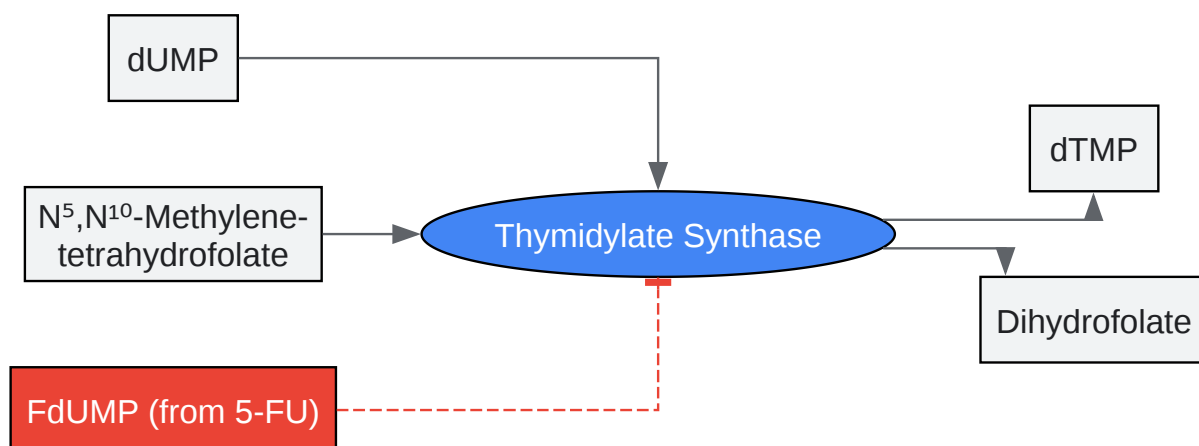 dUMP
dTMP
N⁵,N¹⁰-Methylene-
tetrahydrofolate
Thymidylate Synthase
Dihydrofolate
FdUMP (from 5-FU)